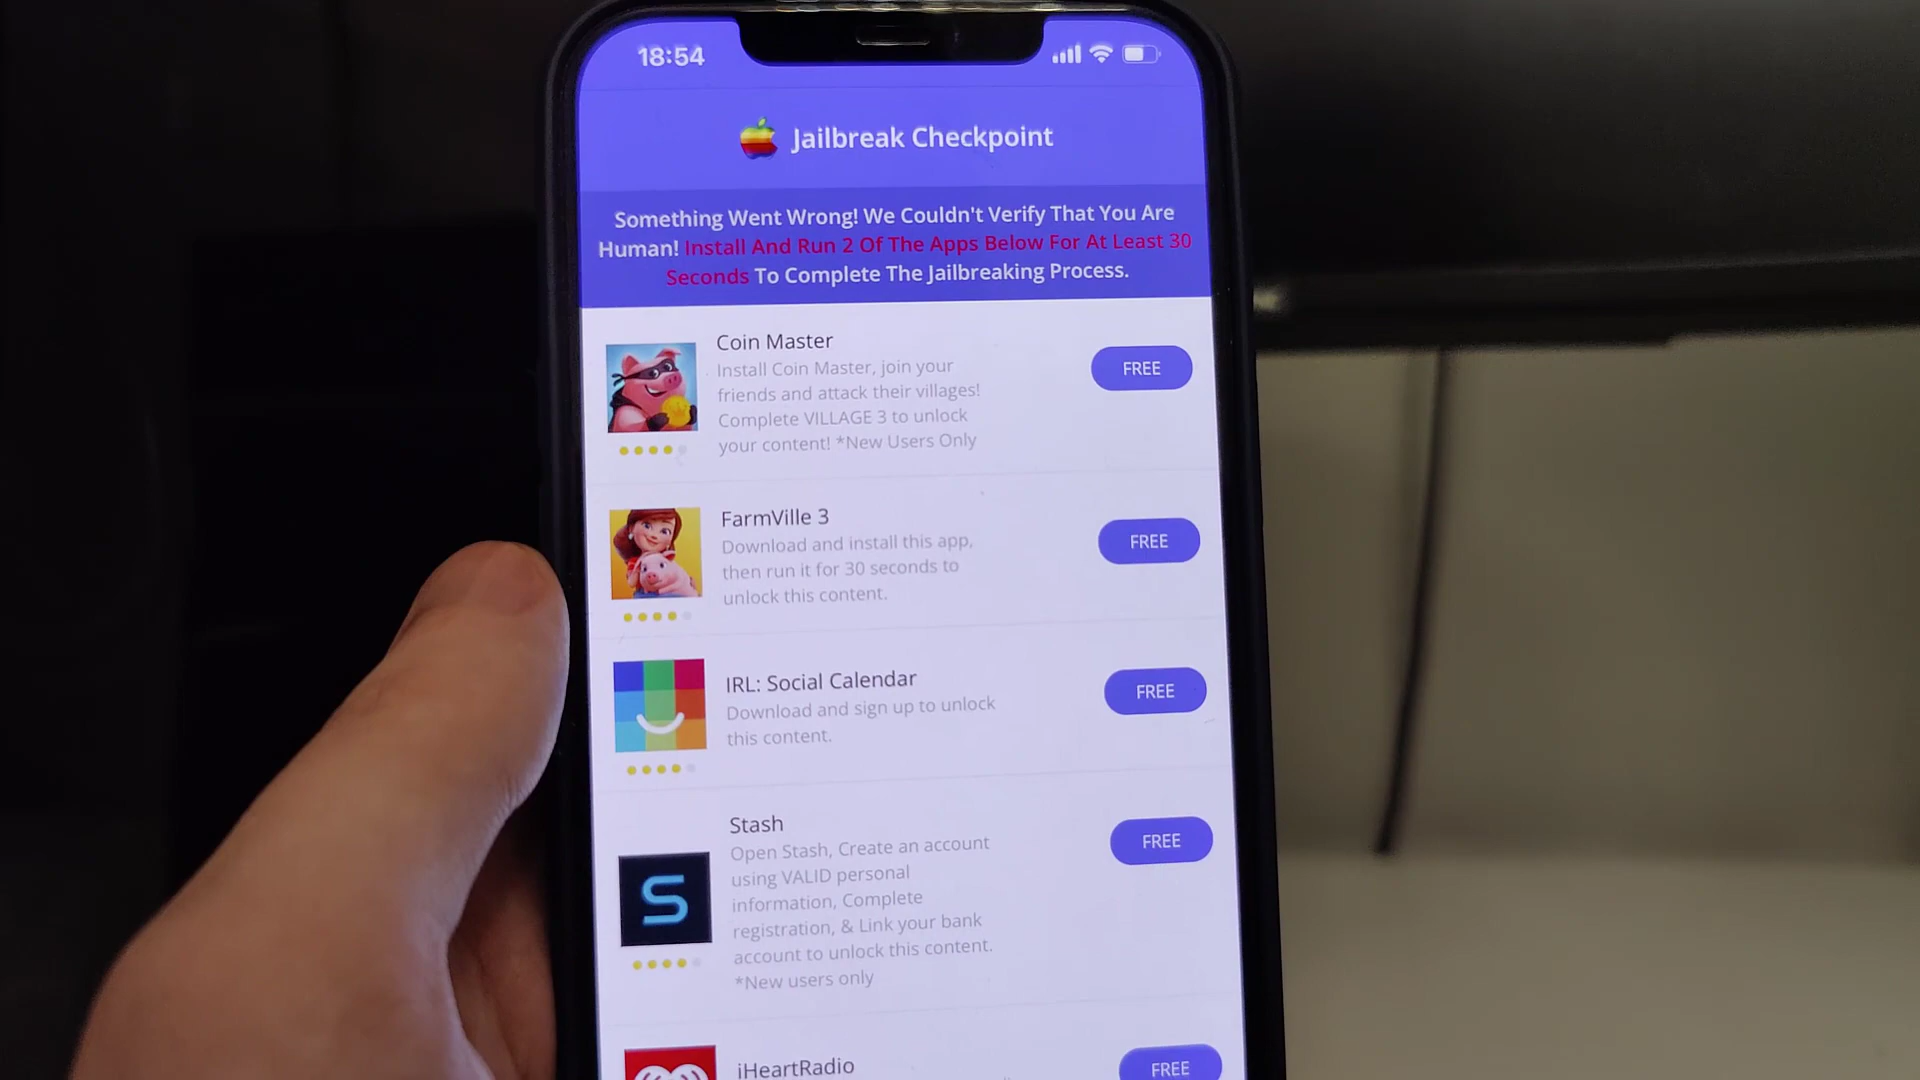 18:54
Jailbreak Checkpoint
Something Went Wrong! We Couldn't Verify That You Are
Human! Install And Run 2 Of The Apps Below For At Least 30
Seconds To Complete The Jailbreaking Process.
Coin Master
Install Coin Master, join your
friends and attack their villages!
Complete VILLAGE 3 to unlock
your content! *New Users Only
FREE
FarmVille 3
Download and install this app,
then run it for 30 seconds to
unlock this content.
FREE
IRL: Social Calendar
Download and sign up to unlock
this content.
FREE
Stash
Open Stash, Create an account
using VALID personal
information, Complete
registration, & Link your bank
account to unlock this content.
*New users only
FREE
S
iHeartRadio
FREE